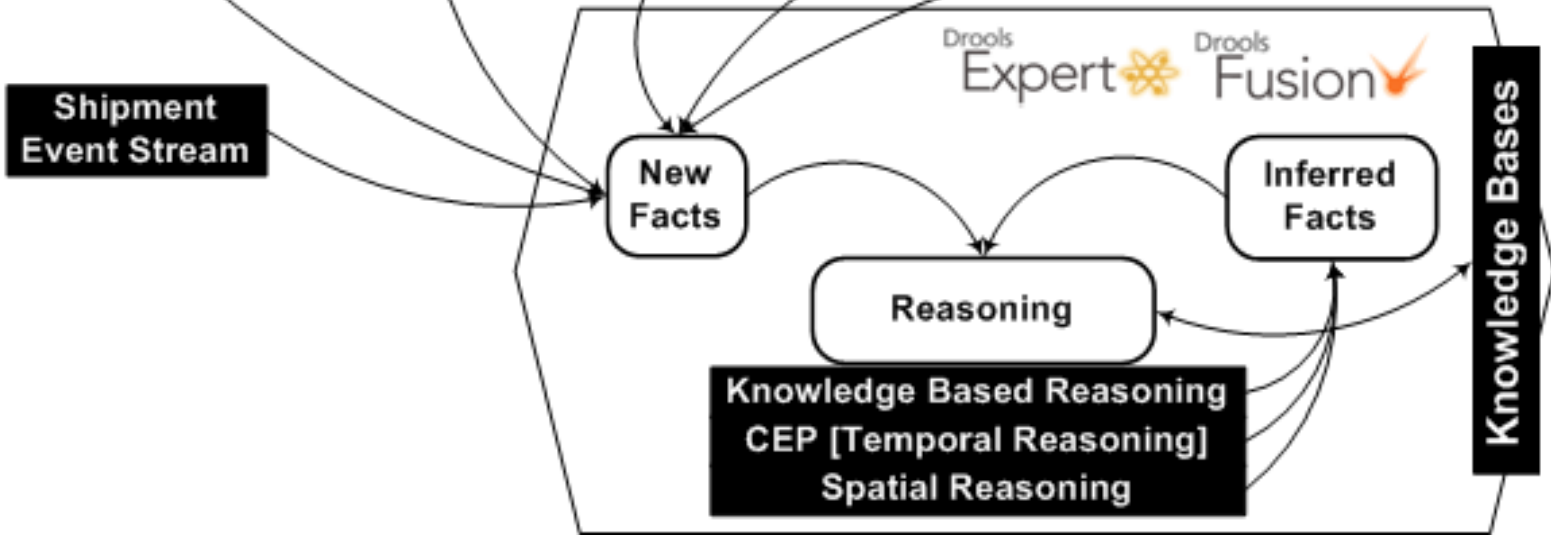 Drools
Expert
Drools
Fusion
Shipment
Event Stream
New
Facts
Inferred
Facts
Knowledge Bases
Reasoning
Knowledge Based Reasoning
CEP [Temporal Reasoning]
Spatial Reasoning